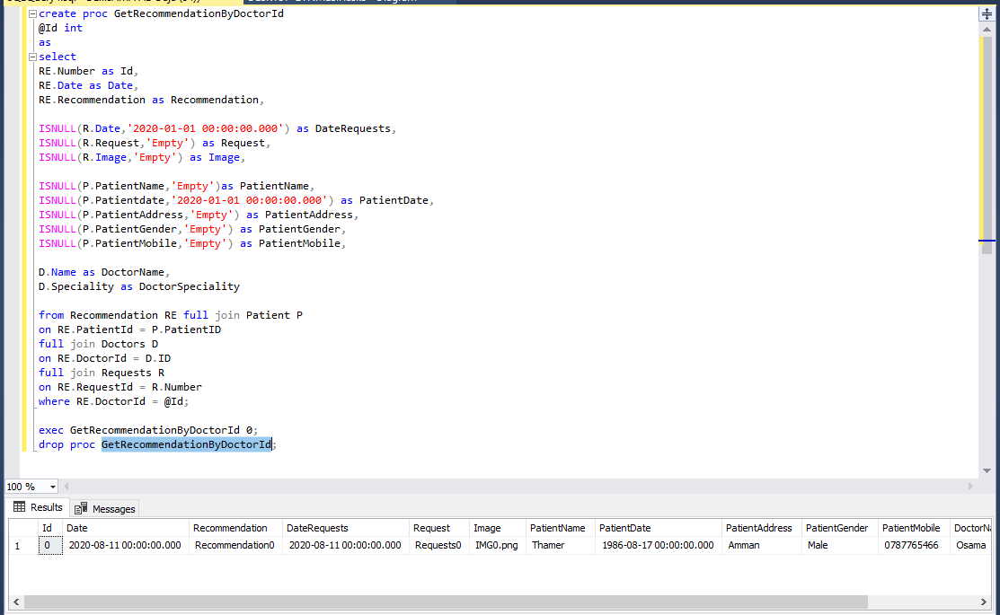 create proc GetRecommendationByDoctorId
@Id int
as
select
RE.Number as Id,
RE.Date as Date,
RE.Recommendation as Recommendation,
ISNULL(R.Date,'2020-01-01 00:00:00.000') as DateRequests,
ISNULL(R.Request,'Empty') as Request,
ISNULL(R.Image,'Empty') as Image,
ISNULL(P.PatientName,'Empty')as PatientName,
ISNULL(P.Patientdate,'2020-01-01 00:00:00.000') as PatientDate,
ISNULL(P.PatientAddress,'Empty') as PatientAddress,
ISNULL(P.PatientGender,'Empty') as PatientGender,
ISNULL(P.PatientMobile,'Empty') as PatientMobile,
D.Name as DoctorName,
D.Speciality as DoctorSpeciality
from Recommendation RE full join Patient P
on RE.PatientId = P.PatientID
full join Doctors D
on RE.DoctorId = D.ID
full join Requests R
on RE.RequestId = R.Number
where RE.DoctorId = @Id;
exec GetRecommendationByDoctorId 0;
drop proc GetRecommendationByDoctorId;
100 %
Results Messages
Id Date Recommendation DateRequests Request Image PatientName PatientDate PatientAddress PatientGender PatientMobile
1 0 2020-08-11 00:00:00.000 Recommendation0 2020-08-11 00:00:00.000 Requests0 IMG0.png Thamer 1986-08-17 00:00:00.000 Amman Male 0787765466 Osama